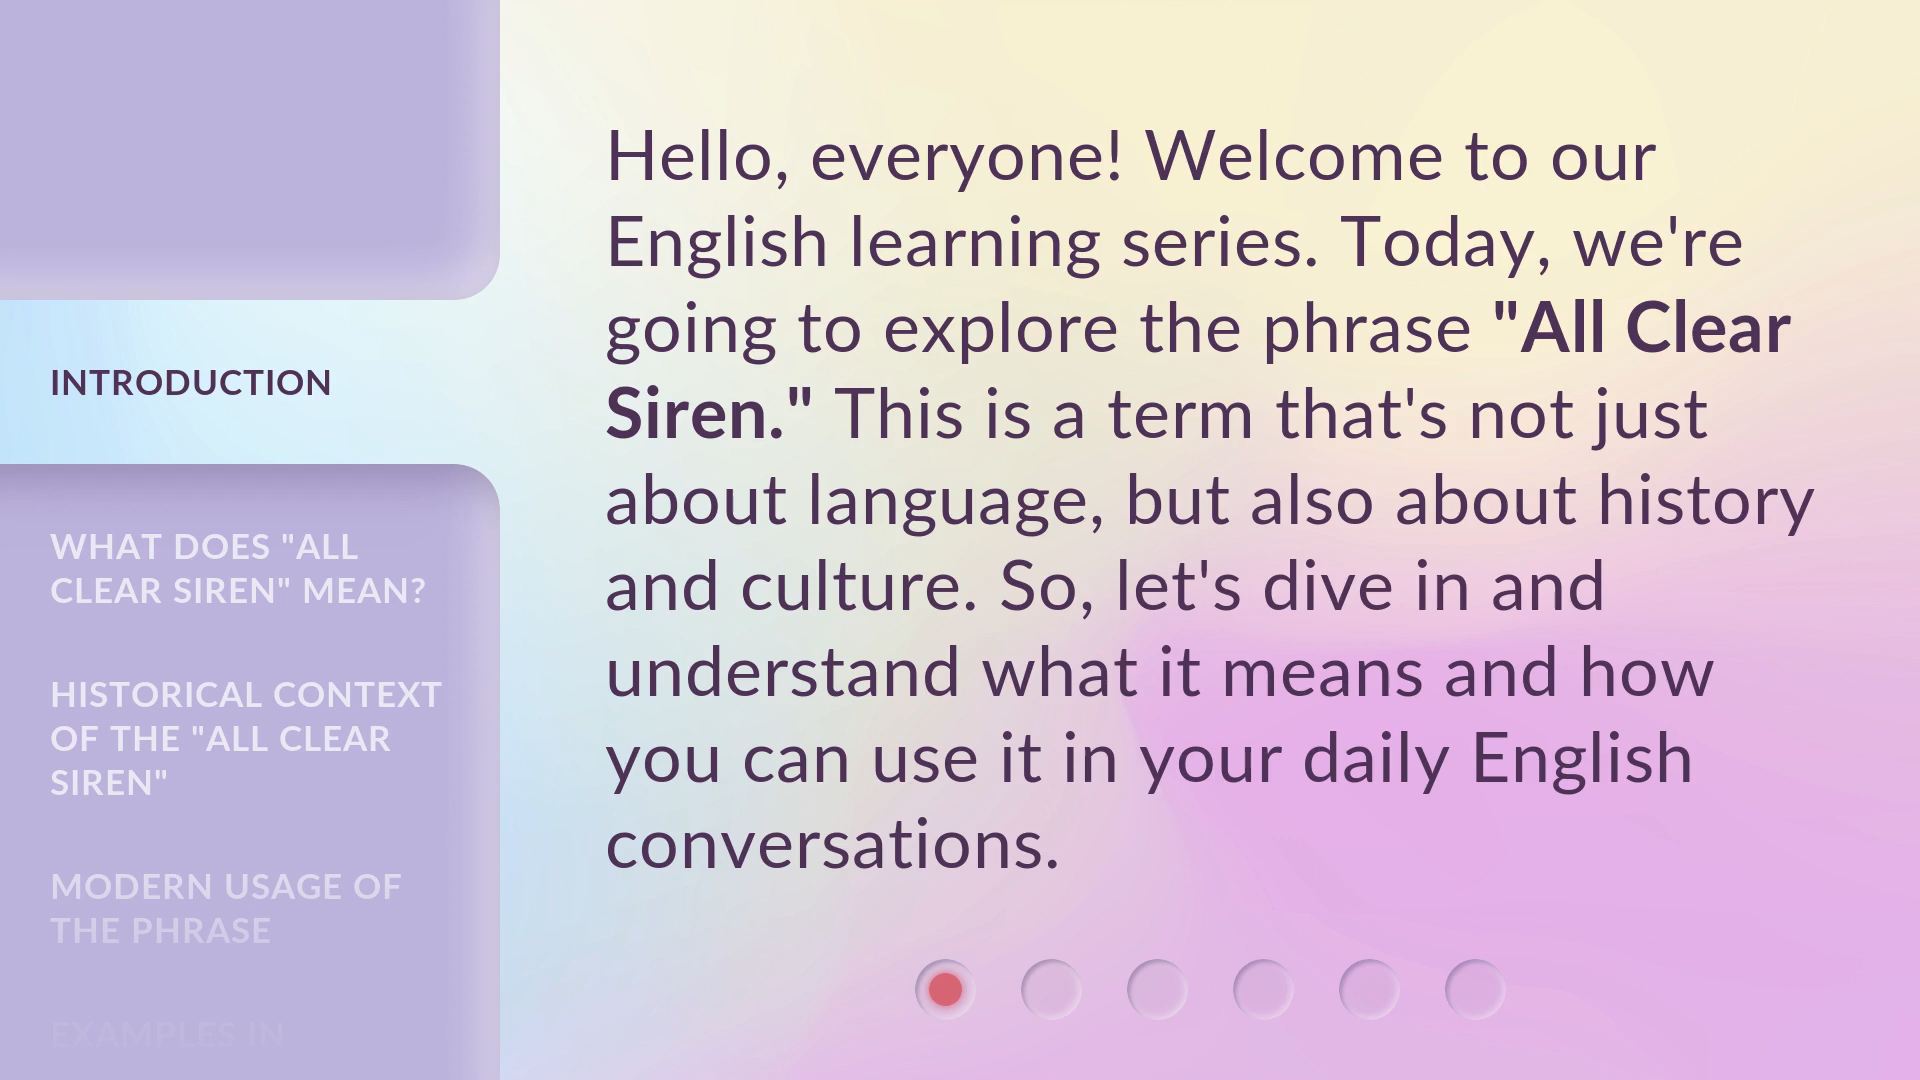 INTRODUCTION
WHAT DOES "ALL
CLEAR SIREN" MEAN?
HISTORICAL CONTEXT
OF THE "ALL CLEAR
SIREN"
MODERN USAGE OF
THE PHRASE
EXAMPLES IN
Hello, everyone! Welcome to our
English learning series. Today, we're
going to explore the phrase "All Clear
Siren." This is a term that's not just
about language, but also about history
and culture. So, let's dive in and
understand what it means and how
you can use it in your daily English
conversations.